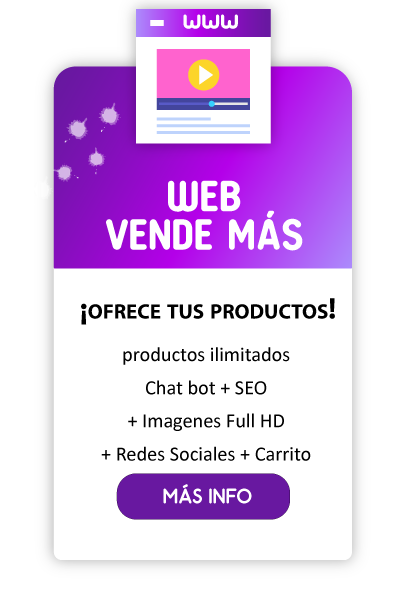 WWW
WEB
VENDE MÁS
¡OFRECE TUS PRODUCTOS!
productos ilimitados
Chat bot + SEO
+ Imagenes Full HD
+ Redes Sociales + Carrito
MÁS INFO